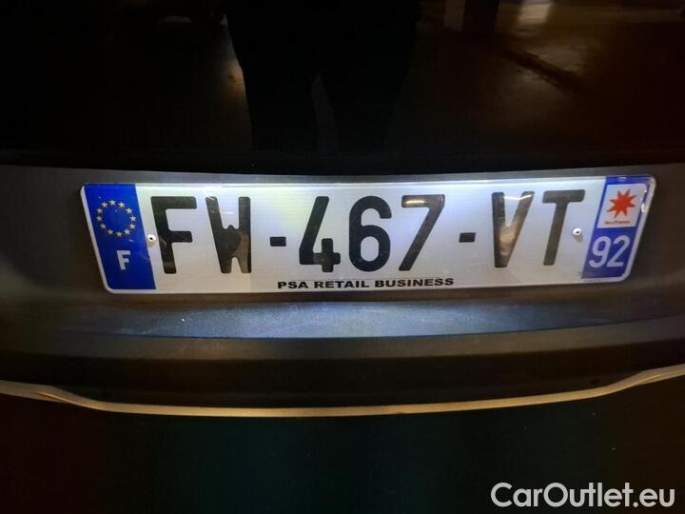 FW-467-VT
F
92
PSA RETAIL BUSINESS
CarOutlet.eu